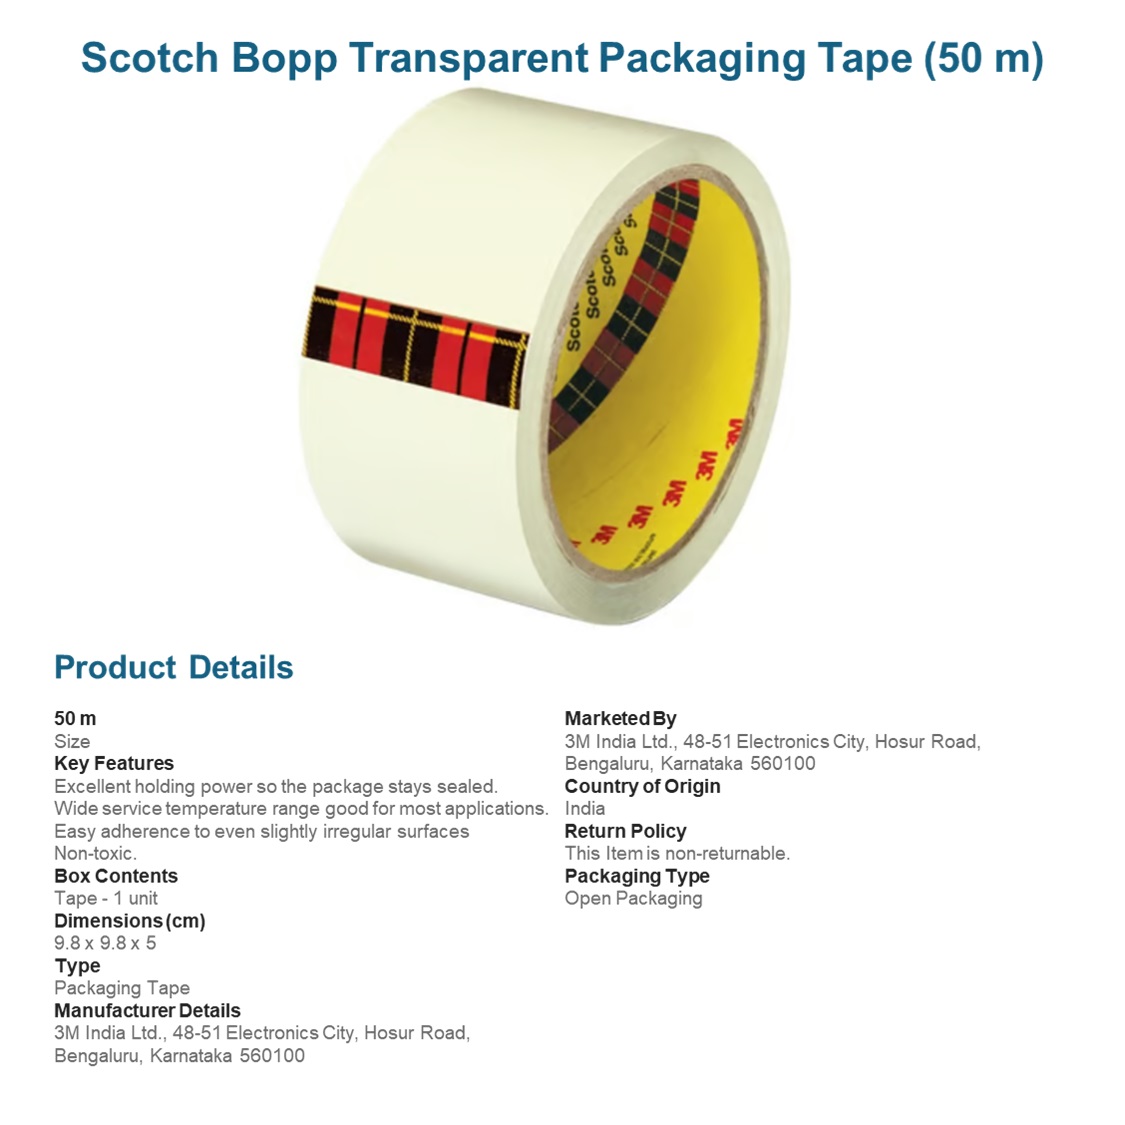 Scotch Bopp Transparent Packaging Tape (50 m)
Scotch
Scotch
Scotch
3M
3M
3M
3M
3M
Product Details
50 m
Size
Key Features
Excellent holding power so the package stays sealed.
Wide service temperature range good for most applications.
Easy adherence to even slightly irregular surfaces
Non-toxic.
Box Contents
Tape - 1 unit
Dimensions (cm)
9.8 x 9.8 x 5
Type
Packaging Tape
Manufacturer Details
3M India Ltd., 48-51 Electronics City, Hosur Road,
Bengaluru, Karnataka 560100
Marketed By
3M India Ltd., 48-51 Electronics City, Hosur Road,
Bengaluru, Karnataka 560100
Country of Origin
India
Return Policy
This Item is non-returnable.
Packaging Type
Open Packaging